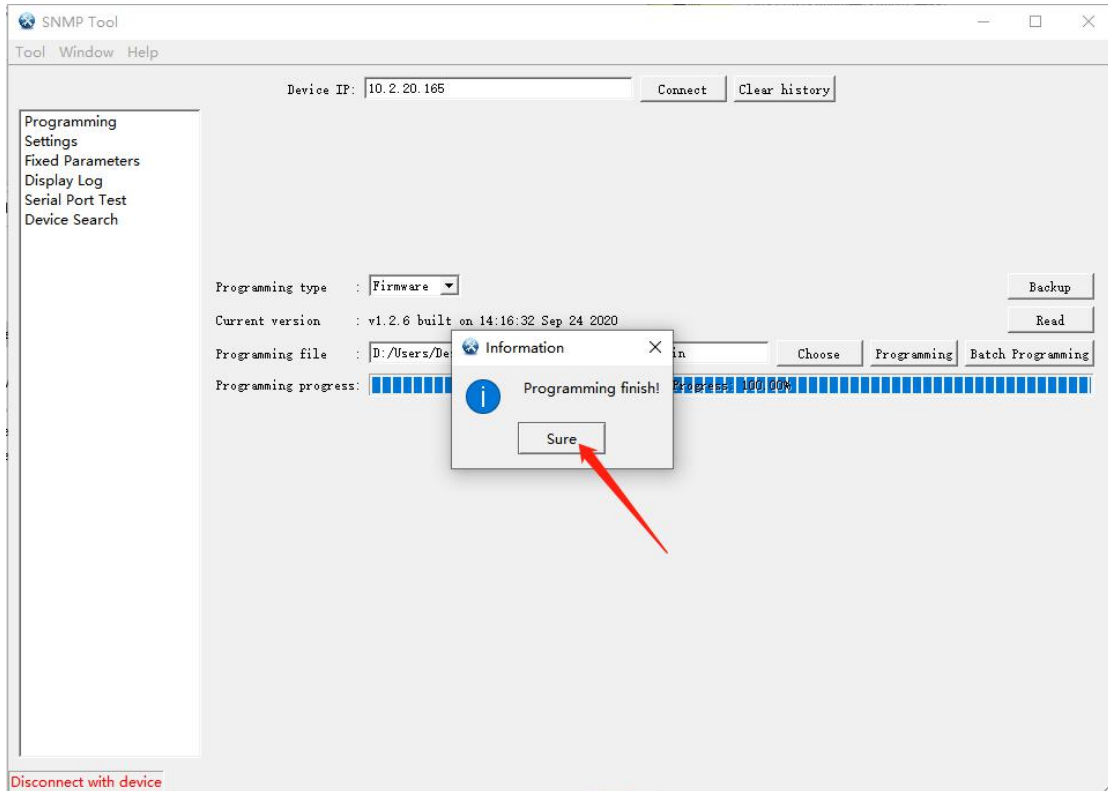 SNMP Tool
Tool Window Help
Device IP: 10.2.20.165 Connect Clear history
Programming
Settings
Fixed Parameters
Display Log
Serial Port Test
Device Search
Programming type : Firmware Backup
Current version : v1.2.6 built on 14:16:32 Sep 24 2020 Read
Programming file : D:/Users/De in Choose Programming Batch Programming
Programming progress: Progress: 100.00%
Information
Programming finish!
Sure
Disconnect with device